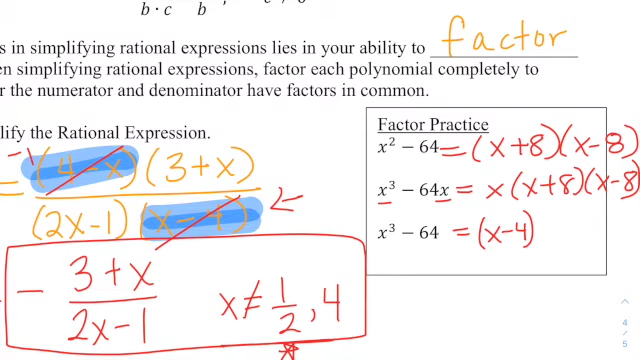 b · c b
s in simplifying rational expressions lies in your ability to factor
en simplifying rational expressions, factor each polynomial completely to
r the numerator and denominator have factors in common.
lify the Rational Expression.
-1
= (4-x)(3+x)
(2x-1)(x-4) ←
- 3+x
2x-1
x ≠ 1/2, 4
*
Factor Practice
x² − 64 = (x+8)(x-8)
x³ − 64x = x(x+8)(x-8)
x³ − 64 = (x-4)
4
/
5